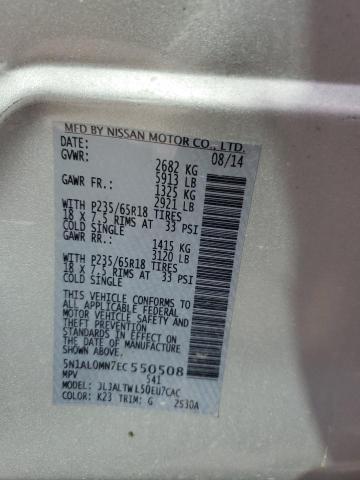 MFD BY NISSAN MOTOR CO., LTD.
DATE: 08/14
GVWR: 2682 KG
5913 LB
GAWR FR.: 1325 KG
2921 LB
WITH P235/65R18 TIRES
18 X 7.5 RIMS AT 33 PSI
COLD SINGLE
GAWR RR.: 1415 KG
3120 LB
WITH P235/65R18 TIRES
18 X 7.5 RIMS AT 33 PSI
COLD SINGLE
THIS VEHICLE CONFORMS TO
ALL APPLICABLE FEDERAL
MOTOR VEHICLE SAFETY
STANDARDS IN EFFECT ON
THE DATE OF MANUFACTURE
SHOWN ABOVE.
5N1AL0MN7EC550508
MPV 541
MODEL: JLJALTWL50EU7CAC
COLOR: K23 TRIM: G 2530A